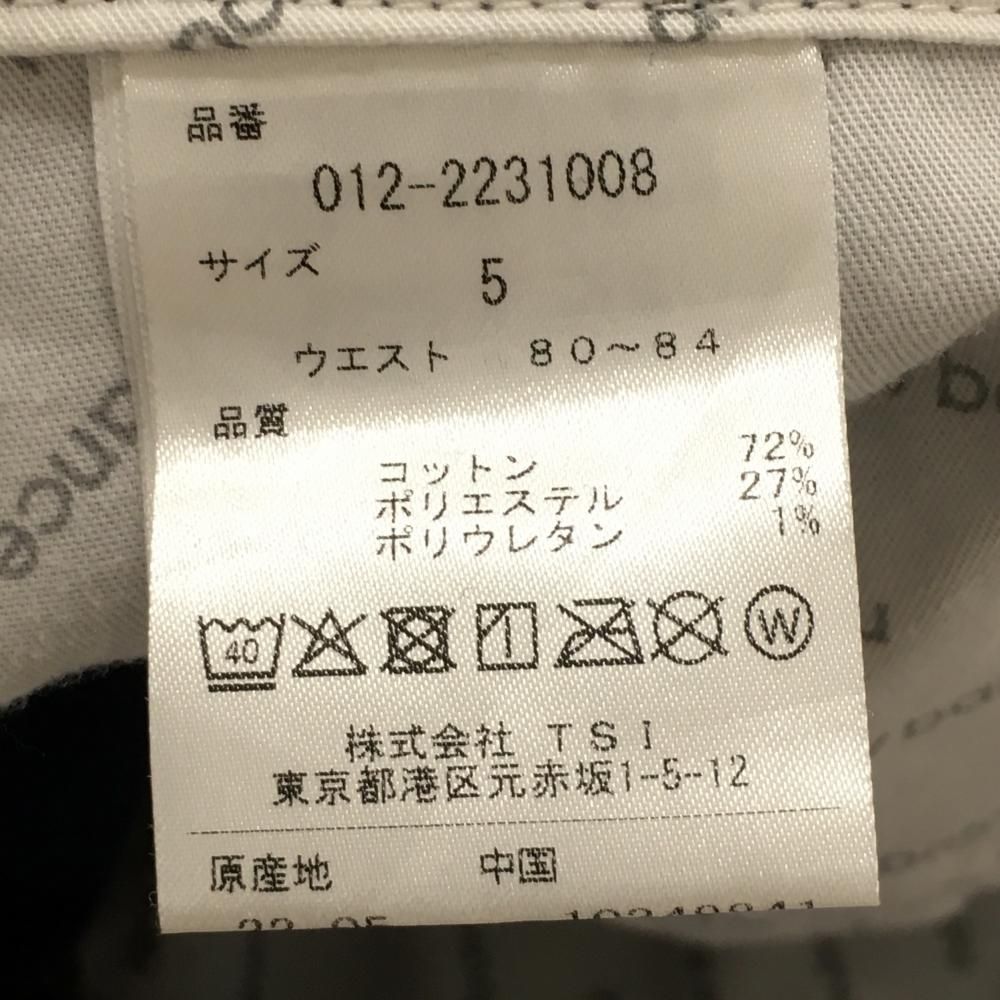 品番
012-2231008
サイズ 5
ウエスト 80～84
品質
コットン 72%
ポリエステル 27%
ポリウレタン 1%
40
W
株式会社 TSI
東京都港区元赤坂1-5-12
原産地 中国
ance